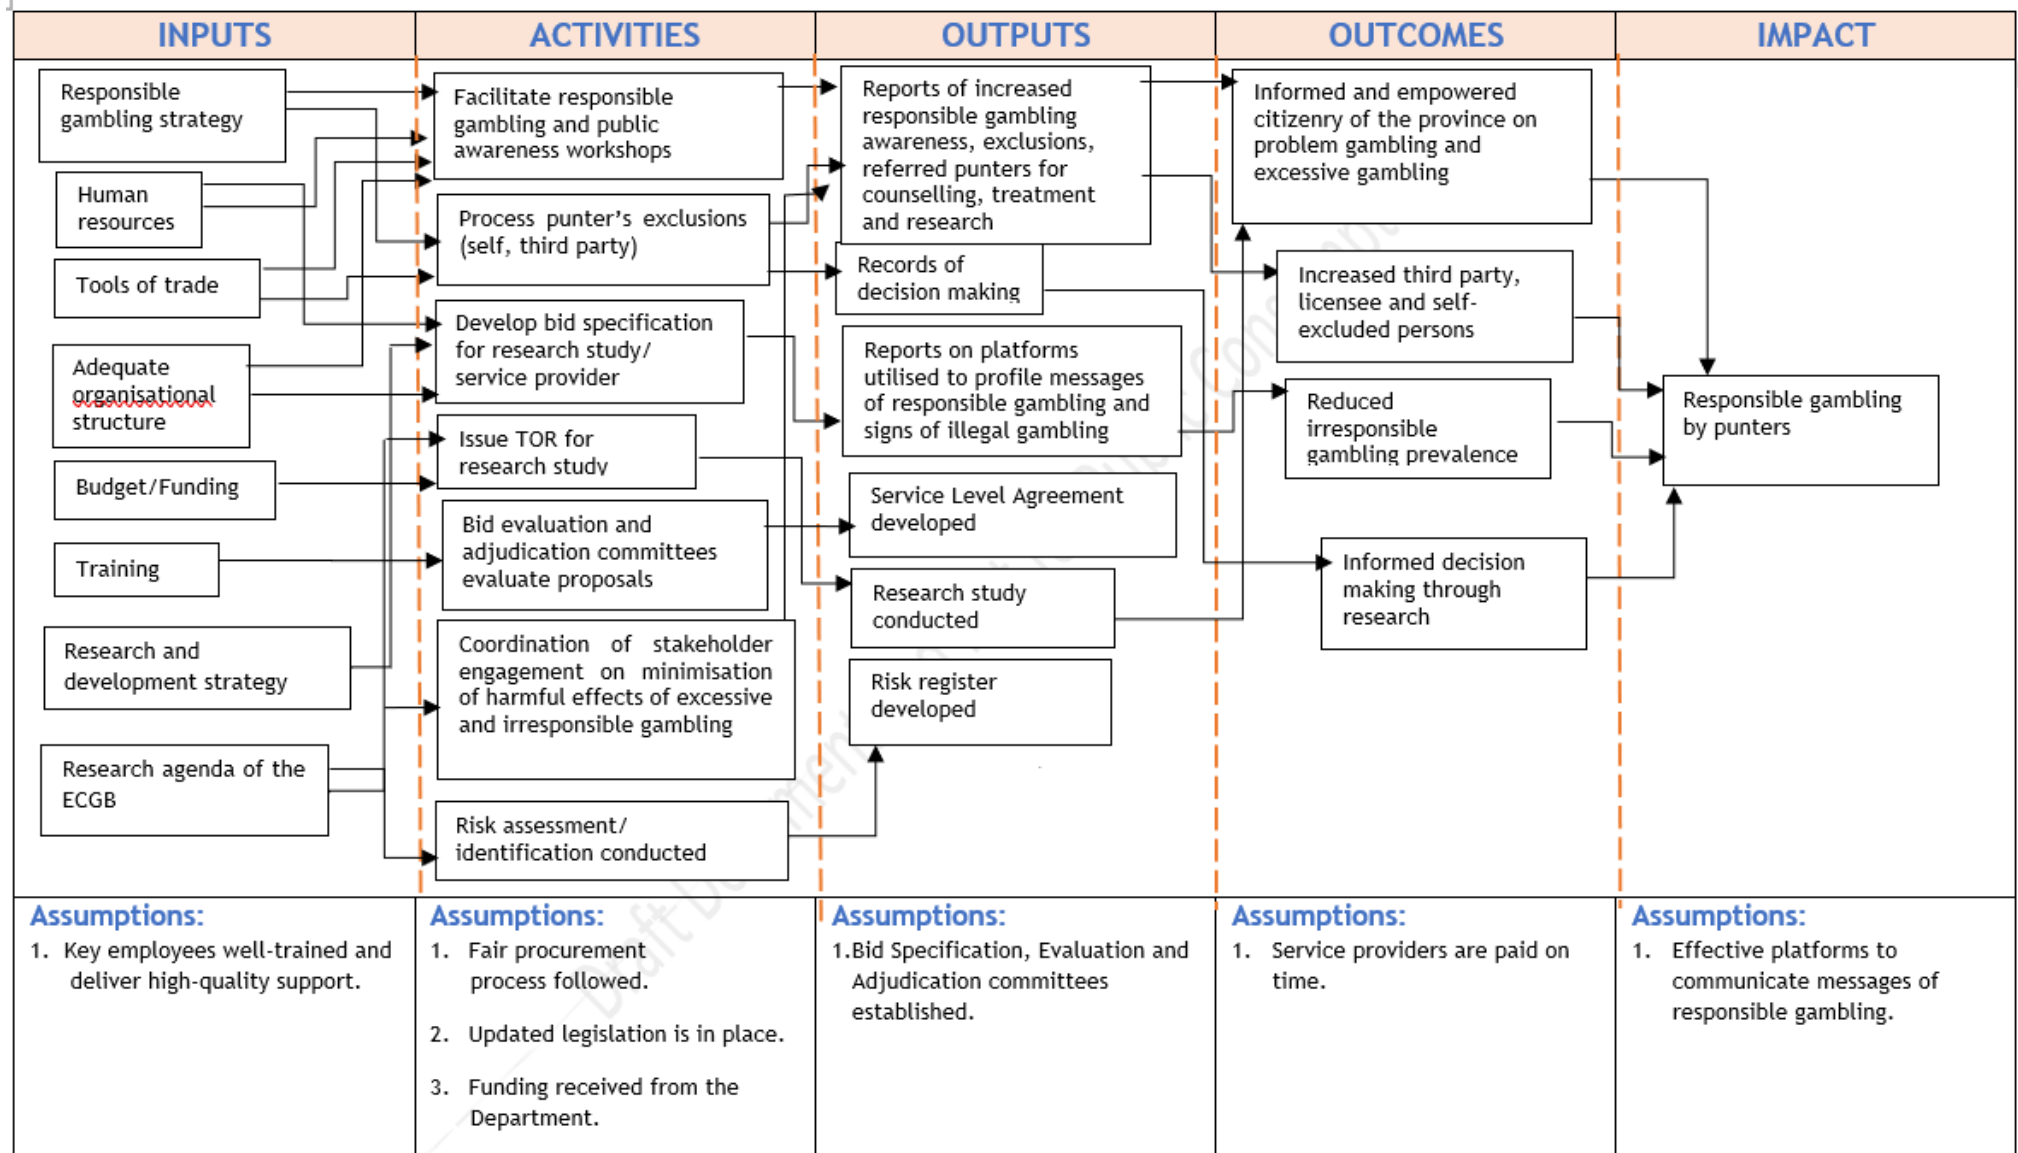 INPUTS
ACTIVITIES
OUTPUTS
OUTCOMES
IMPACT
Responsible
gambling strategy
Human
resources
Tools of trade
Adequate
organisational
structure
Budget/Funding
Training
Research and
development strategy
Research agenda of the
ECGB
Facilitate responsible
gambling and public
awareness workshops
Process punter's exclusions
(self, third party)
Develop bid specification
for research study/
service provider
Issue TOR for
research study
Bid evaluation and
adjudication committees
evaluate proposals
Coordination of stakeholder
engagement on minimisation
of harmful effects of excessive
and irresponsible gambling
Risk assessment/
identification conducted
Reports of increased
responsible gambling
awareness, exclusions,
referred punters for
counselling, treatment
and research
Records of
decision making
Reports on platforms
utilised to profile messages
of responsible gambling and
signs of illegal gambling
Service Level Agreement
developed
Research study
conducted
Risk register
developed
Informed and empowered
citizenry of the province on
problem gambling and
excessive gambling
Increased third party,
licensee and self-
excluded persons
Reduced
irresponsible
gambling prevalence
Informed decision
making through
research
Responsible gambling
by punters
Assumptions:
1. Key employees well-trained and
deliver high-quality support.
Assumptions:
1. Fair procurement
process followed.
2. Updated legislation is in place.
3. Funding received from the
Department.
Assumptions:
1.Bid Specification, Evaluation and
Adjudication committees
established.
Assumptions:
1. Service providers are paid on
time.
Assumptions:
1. Effective platforms to
communicate messages of
responsible gambling.
Draft